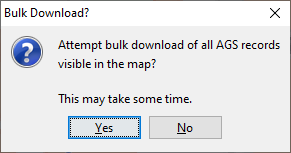 Bulk Download?
Attempt bulk download of all AGS records
visible in the map?
This may take some time.
Yes
No